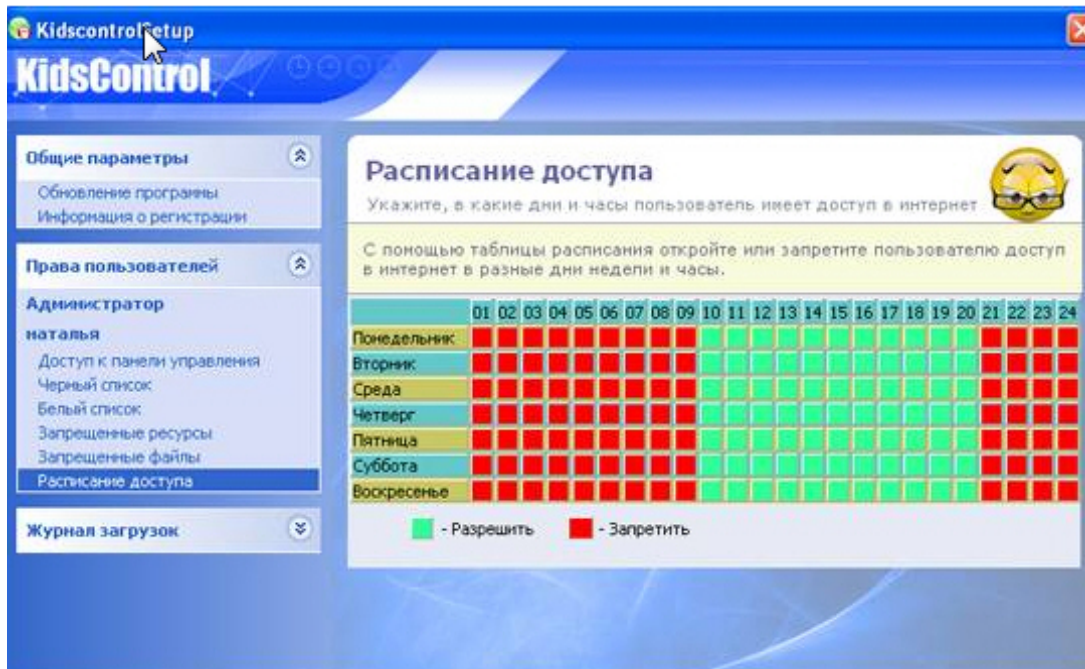 KidscontrolSetup
KidsControl
Общие параметры
Обновление программы
Информация о регистрации
Права пользователей
Администратор
наталья
Доступ к панели управления
Черный список
Белый список
Запрещенные ресурсы
Запрещенные файлы
Расписание доступа
Журнал загрузок
Расписание доступа
Укажите, в какие дни и часы пользователь имеет доступ в интернет
С помощью таблицы расписания откройте или запретите пользователю доступ
в интернет в разные дни недели и часы.
01 02 03 04 05 06 07 08 09 10 11 12 13 14 15 16 17 18 19 20 21 22 23 24
Понедельник
Вторник
Среда
Четверг
Пятница
Суббота
Воскресенье
- Разрешить - Запретить